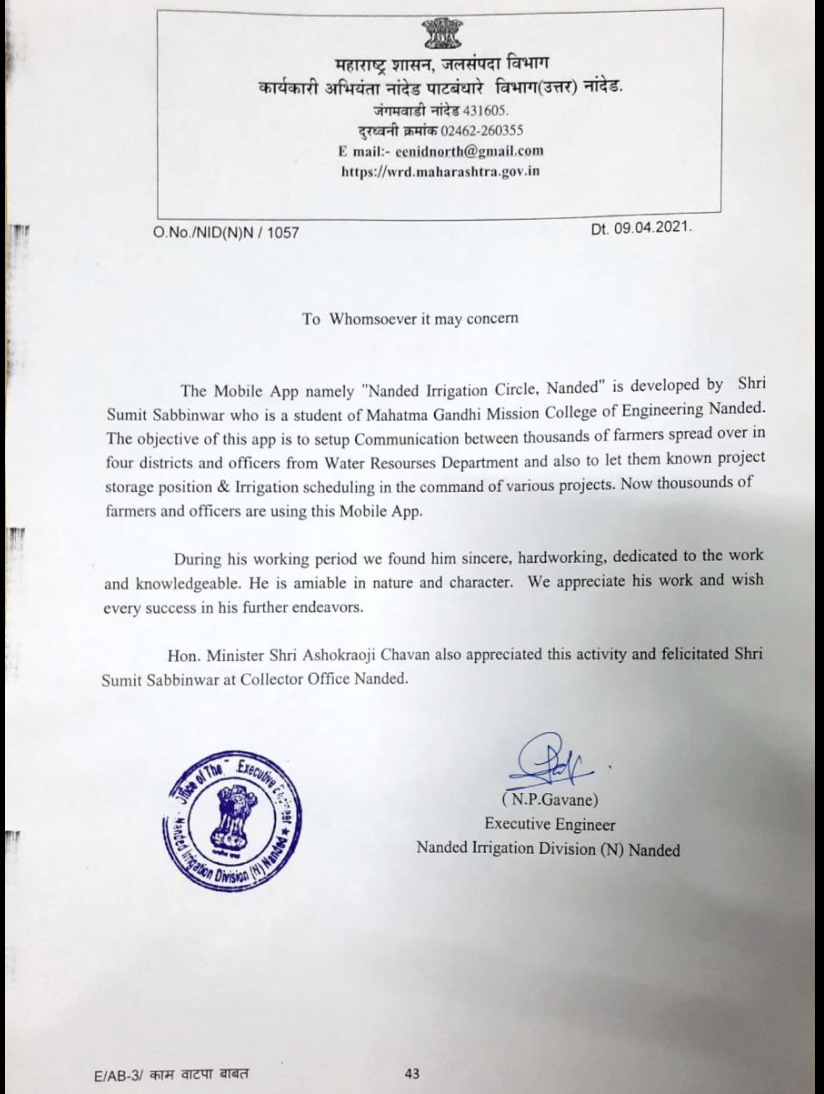 महाराष्ट्र शासन, जलसंपदा विभाग
कार्यकारी अभियंता नांदेड पाटबंधारे विभाग(उत्तर) नांदेड.
जंगमवाडी नांदेड 431605.
दुरध्वनी क्रमांक 02462-260355
E mail:- eenidnorth@gmail.com
https://wrd.maharashtra.gov.in
O.No./NID(N)N / 1057
Dt. 09.04.2021.
To Whomsoever it may concern
The Mobile App namely "Nanded Irrigation Circle, Nanded" is developed by Shri
Sumit Sabbinwar who is a student of Mahatma Gandhi Mission College of Engineering Nanded.
The objective of this app is to setup Communication between thousands of farmers spread over in
four districts and officers from Water Resourses Department and also to let them known project
storage position & Irrigation scheduling in the command of various projects. Now thousounds of
farmers and officers are using this Mobile App.
During his working period we found him sincere, hardworking, dedicated to the work
and knowledgeable. He is amiable in nature and character. We appreciate his work and wish
every success in his further endeavors.
Hon. Minister Shri Ashokraoji Chavan also appreciated this activity and felicitated Shri
Sumit Sabbinwar at Collector Office Nanded.
Office of The Executive Engineer
Nanded Irrigation Division (N) Nanded
( N.P.Gavane)
Executive Engineer
Nanded Irrigation Division (N) Nanded
E/AB-3/ काम वाटपा बाबत
43